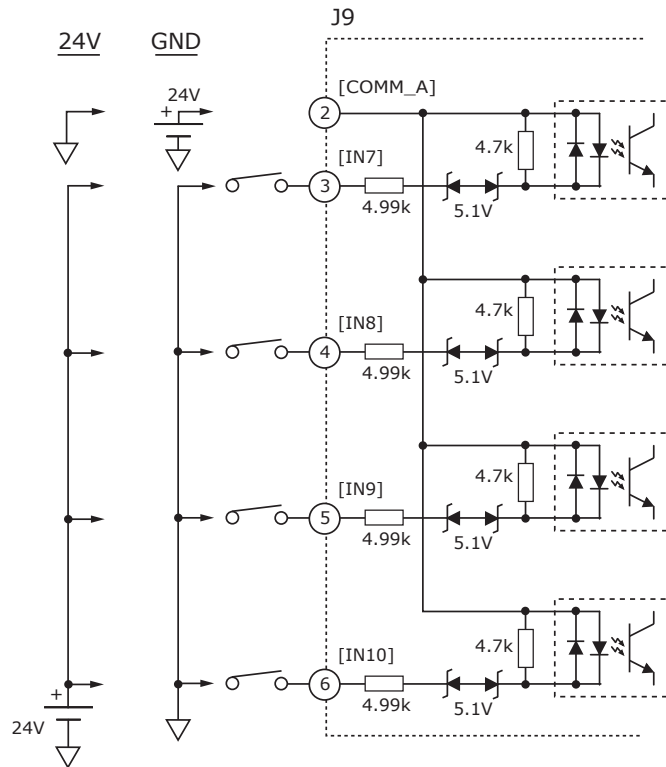 J9
24V GND
24V
+
[COMM_A]
2
4.7k
[IN7]
3
4.99k
5.1V
4.7k
[IN8]
4
4.99k
5.1V
4.7k
[IN9]
5
4.99k
5.1V
4.7k
[IN10]
6
4.99k
5.1V
+
24V